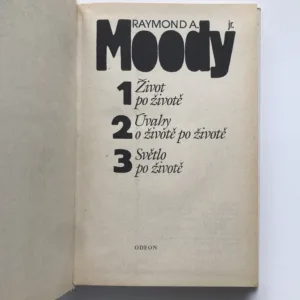 RAYMOND A. jr.
Moody
1 Život
po životě
2 Úvahy
o životě po životě
3 Světlo
po životě
ODEON